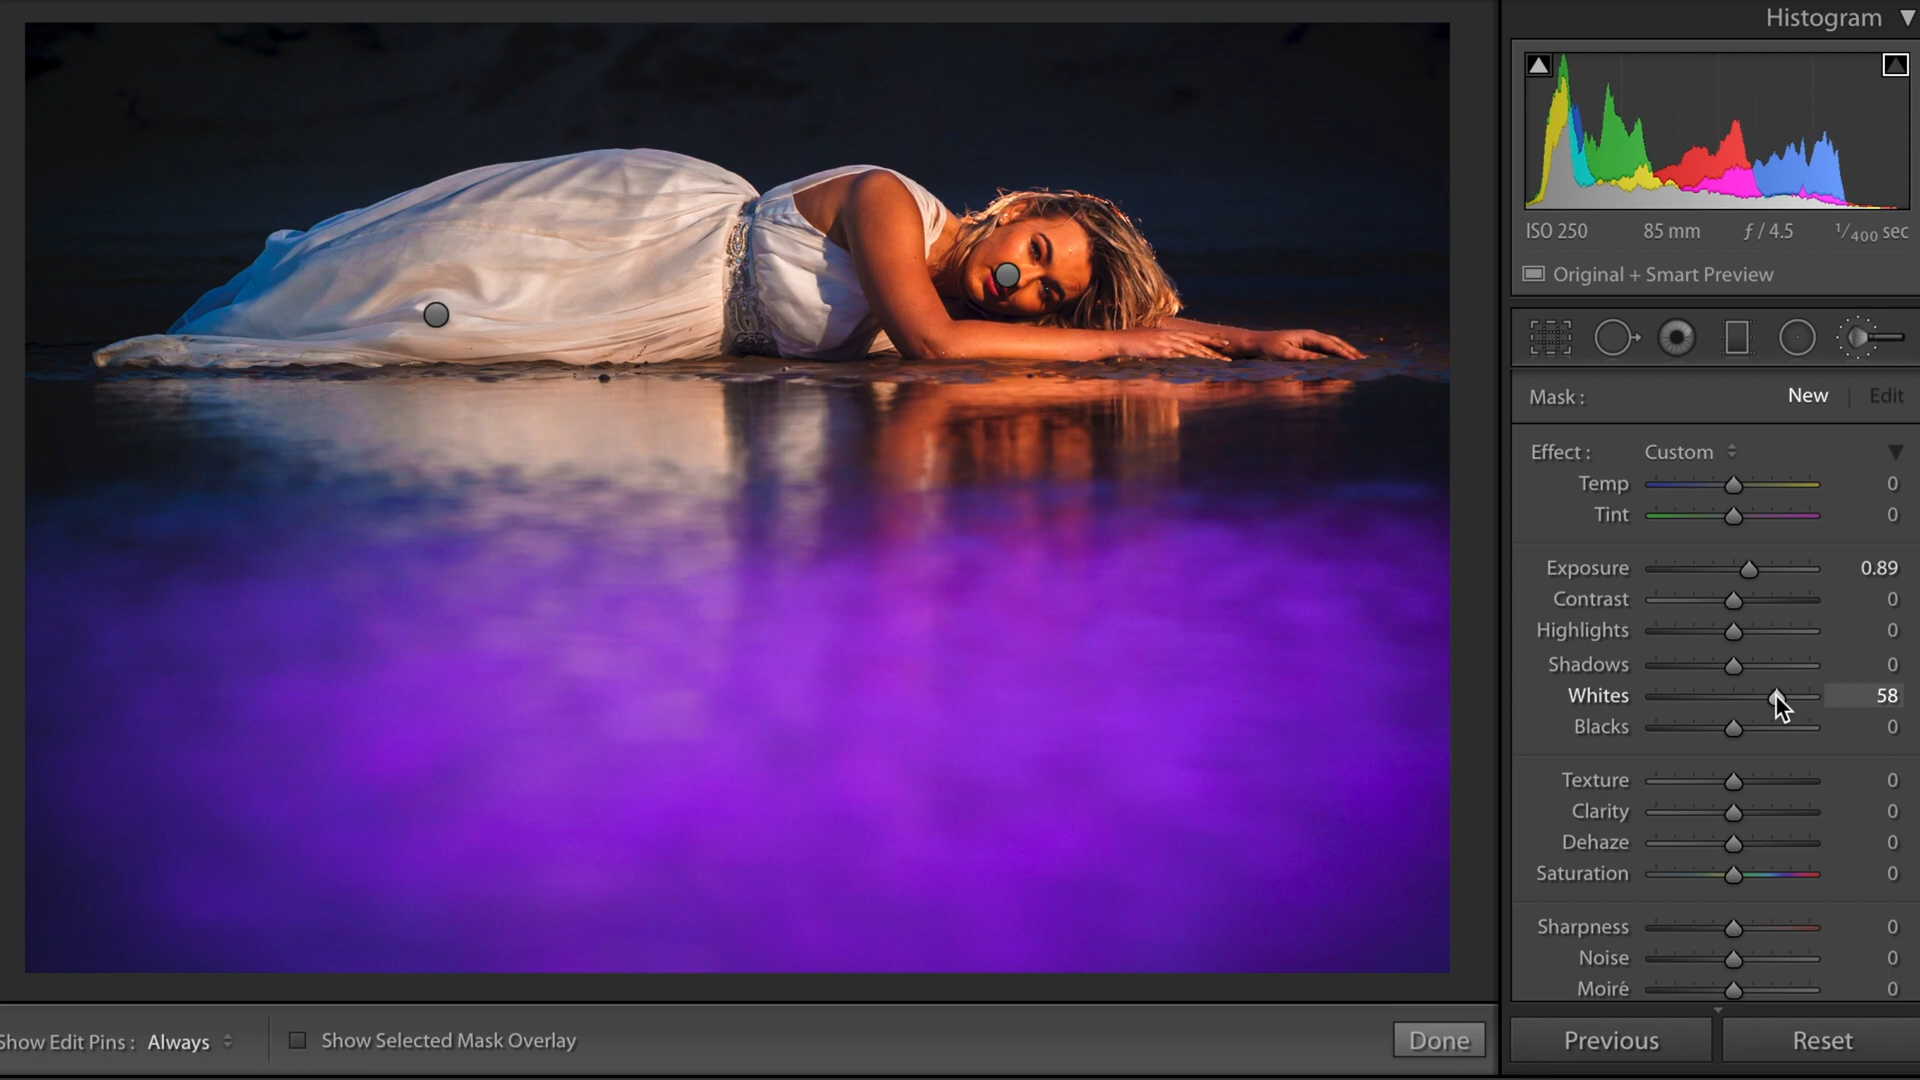 Histogram
ISO 250 85 mm ƒ / 4.5 1/400 sec
Original + Smart Preview
Mask : New | Edit
Effect : Custom
Temp 0
Tint 0
Exposure 0.89
Contrast 0
Highlights 0
Shadows 0
Whites 58
Blacks 0
Texture 0
Clarity 0
Dehaze 0
Saturation 0
Sharpness 0
Noise 0
Moiré 0
Show Edit Pins : Always Show Selected Mask Overlay Done Previous Reset